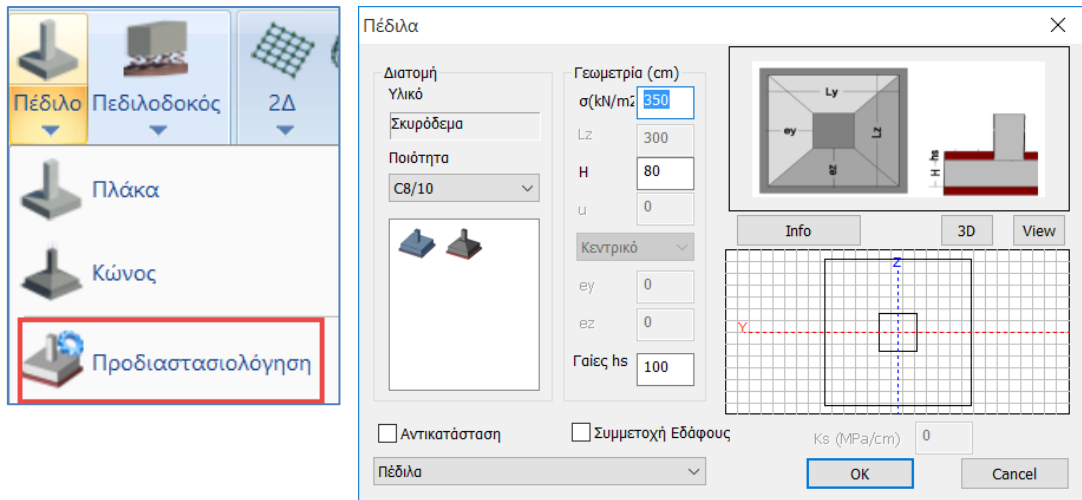 Πέδιλο Πεδιλοδοκός 2Δ
Πλάκα
Κώνος
Προδιαστασιολόγηση
Πέδιλα
Διατομή
Υλικό
Σκυρόδεμα
Ποιότητα
C8/10
Γεωμετρία (cm)
σ(kN/m2 350
Lz 300
H 80
u 0
Κεντρικό
ey 0
ez 0
Γαίες hs 100
Ly
ey Lz
ez
H hs
Info 3D View
Z
Y
Αντικατάσταση Συμμετοχή Εδάφους
Ks (MPa/cm) 0
Πέδιλα
OK Cancel